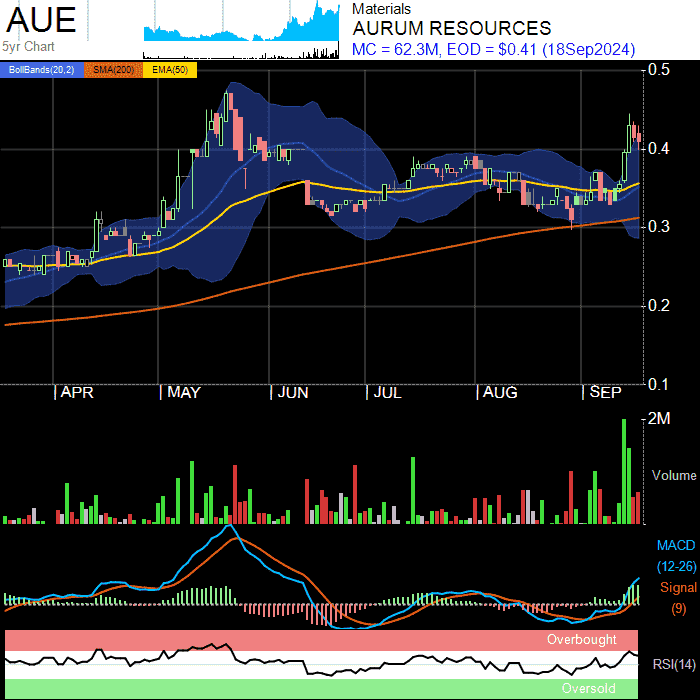 AUE
5yr Chart
Materials
AURUM RESOURCES
MC = 62.3M, EOD = $0.41 (18Sep2024)
BollBands(20,2) SMA(200) EMA(50)
0.5
0.4
0.3
0.2
0.1
APR MAY JUN JUL AUG SEP
2M
Volume
MACD
(12-26)
Signal
(9)
Overbought
RSI(14)
Oversold